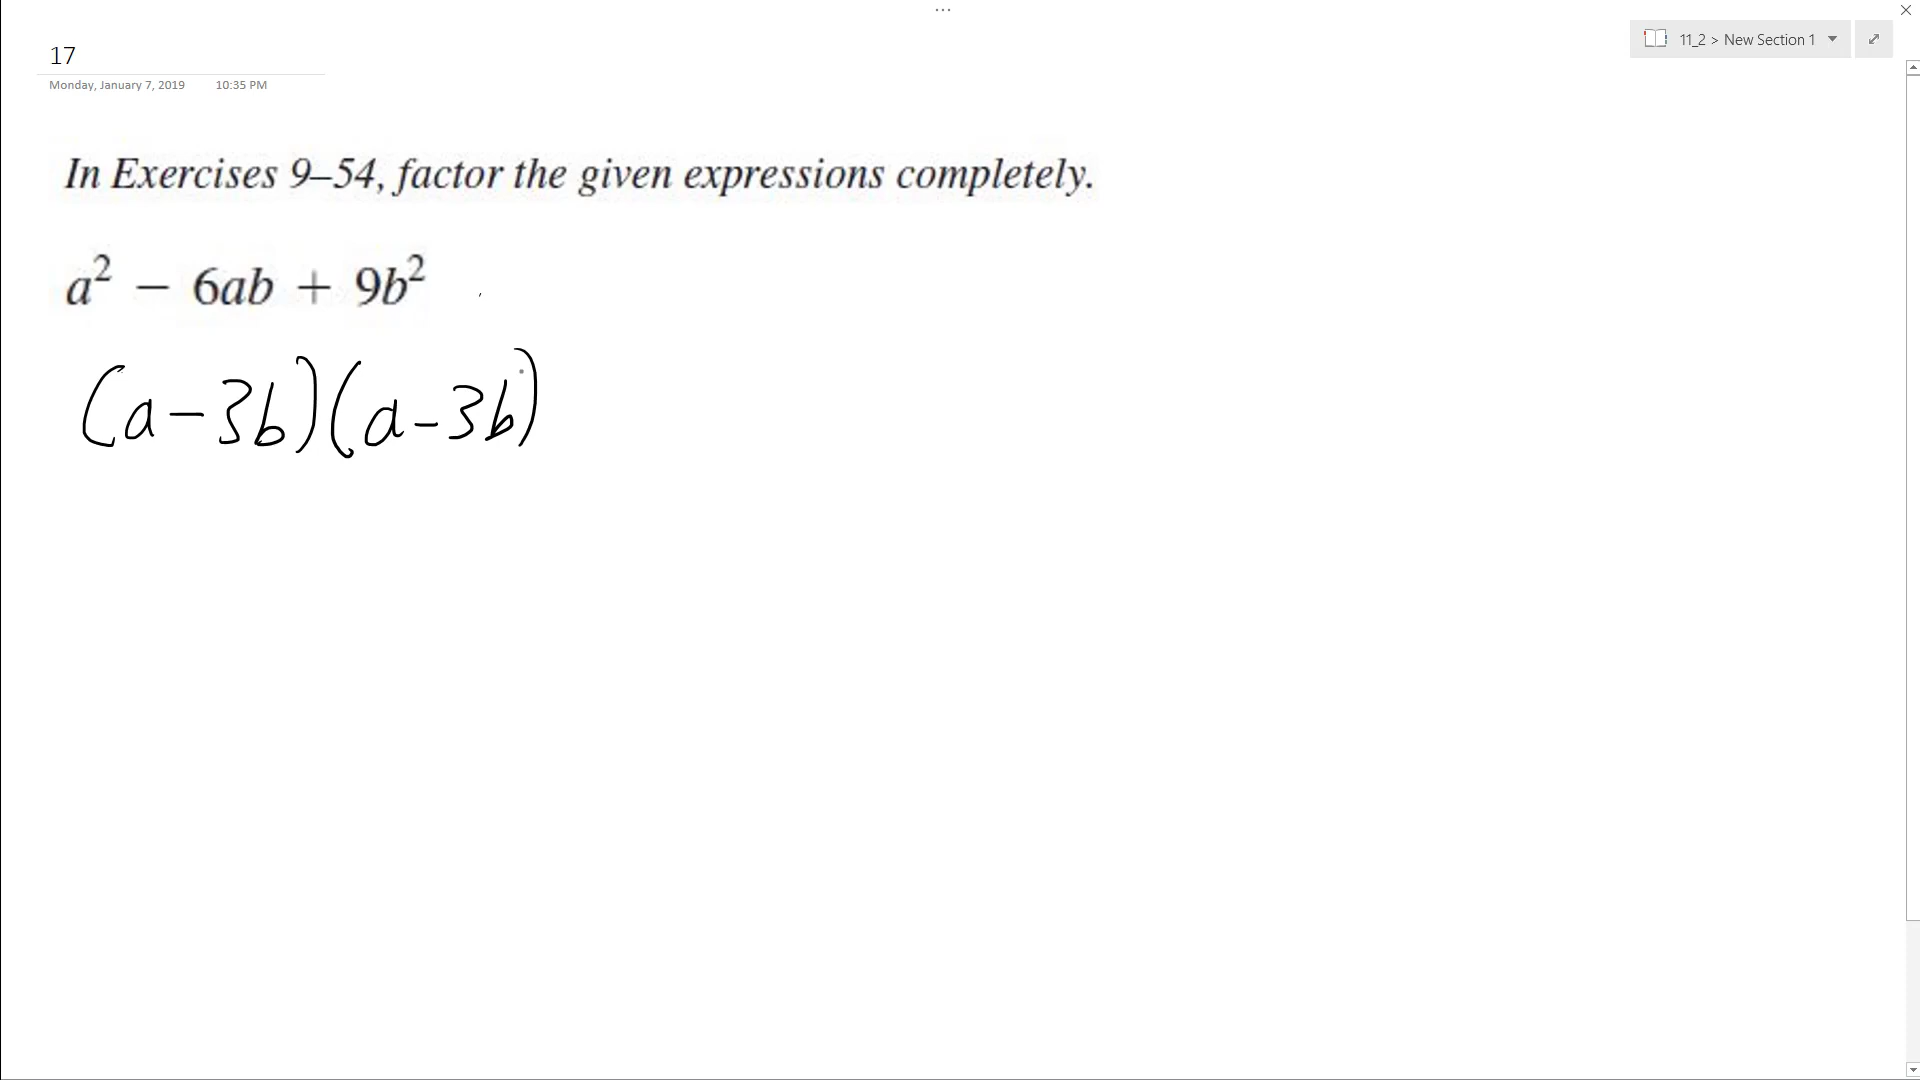 ...
17
11_2 > New Section 1
Monday, January 7, 2019 10:35 PM
In Exercises 9–54, factor the given expressions completely.
a² − 6ab + 9b²
(a−3b)(a−3b)